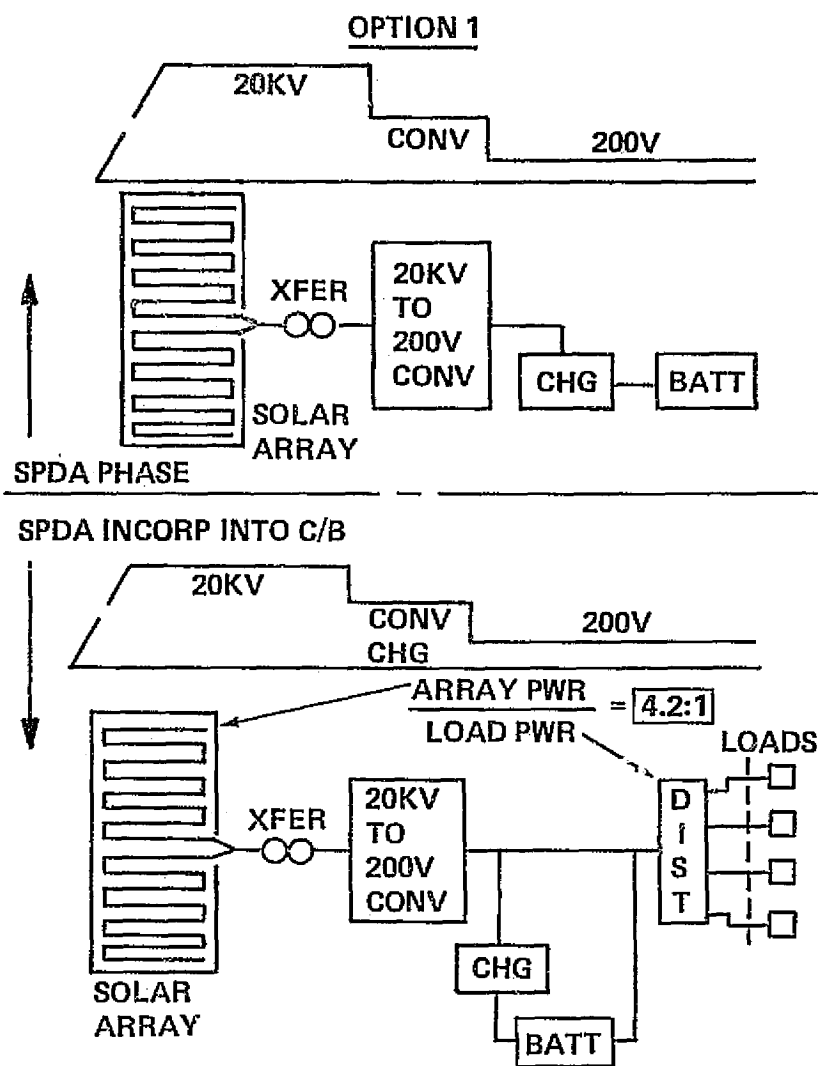 OPTION 1
20KV
CONV
200V
XFER
20KV
TO
200V
CONV
CHG
BATT
SOLAR
ARRAY
SPDA PHASE
SPDA INCORP INTO C/B
20KV
CONV
CHG
200V
ARRAY PWR
LOAD PWR
= 4.2:1
LOADS
XFER
20KV
TO
200V
CONV
DIST
CHG
BATT
SOLAR
ARRAY